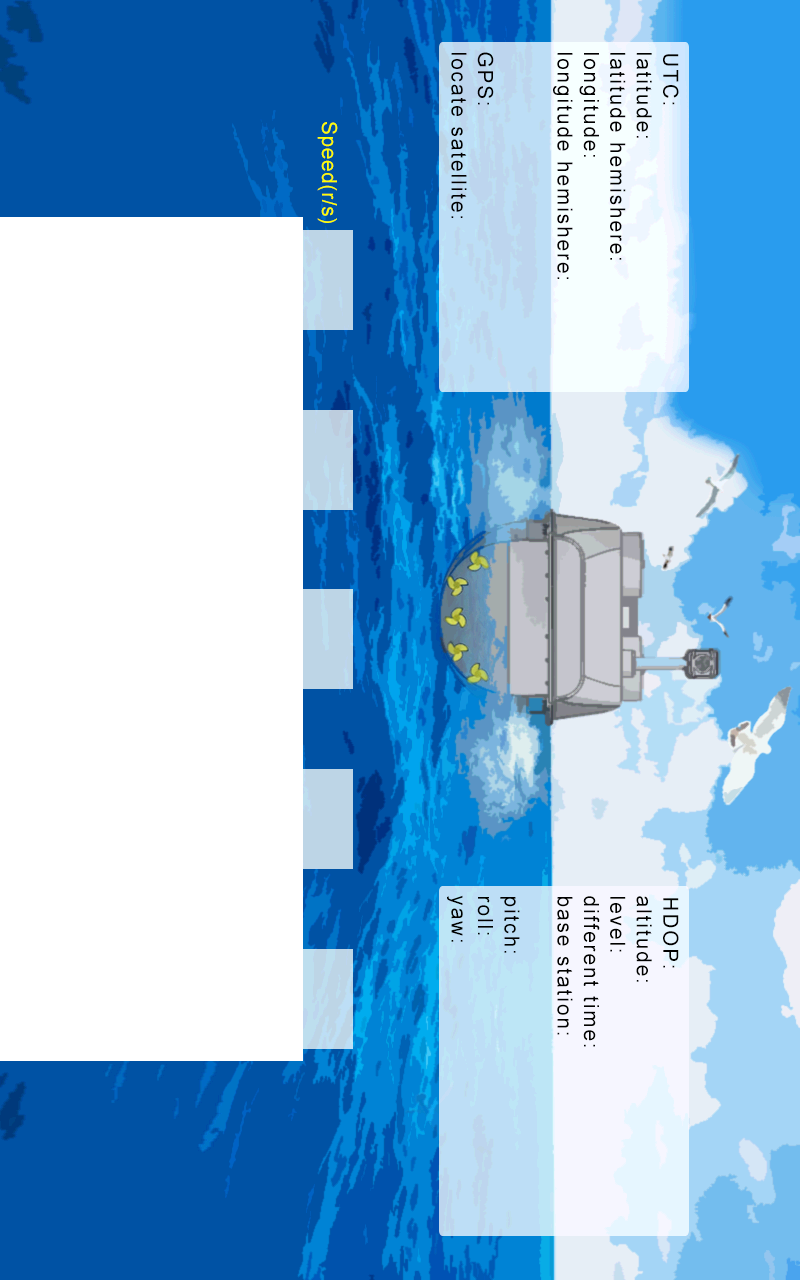 UTC:
latitude:
latitude hemishere:
longitude:
longitude hemishere:
GPS:
locate satellite:
HDOP:
altitude:
level:
different time:
base station:
pitch:
roll:
yaw:
Speed(r/s)